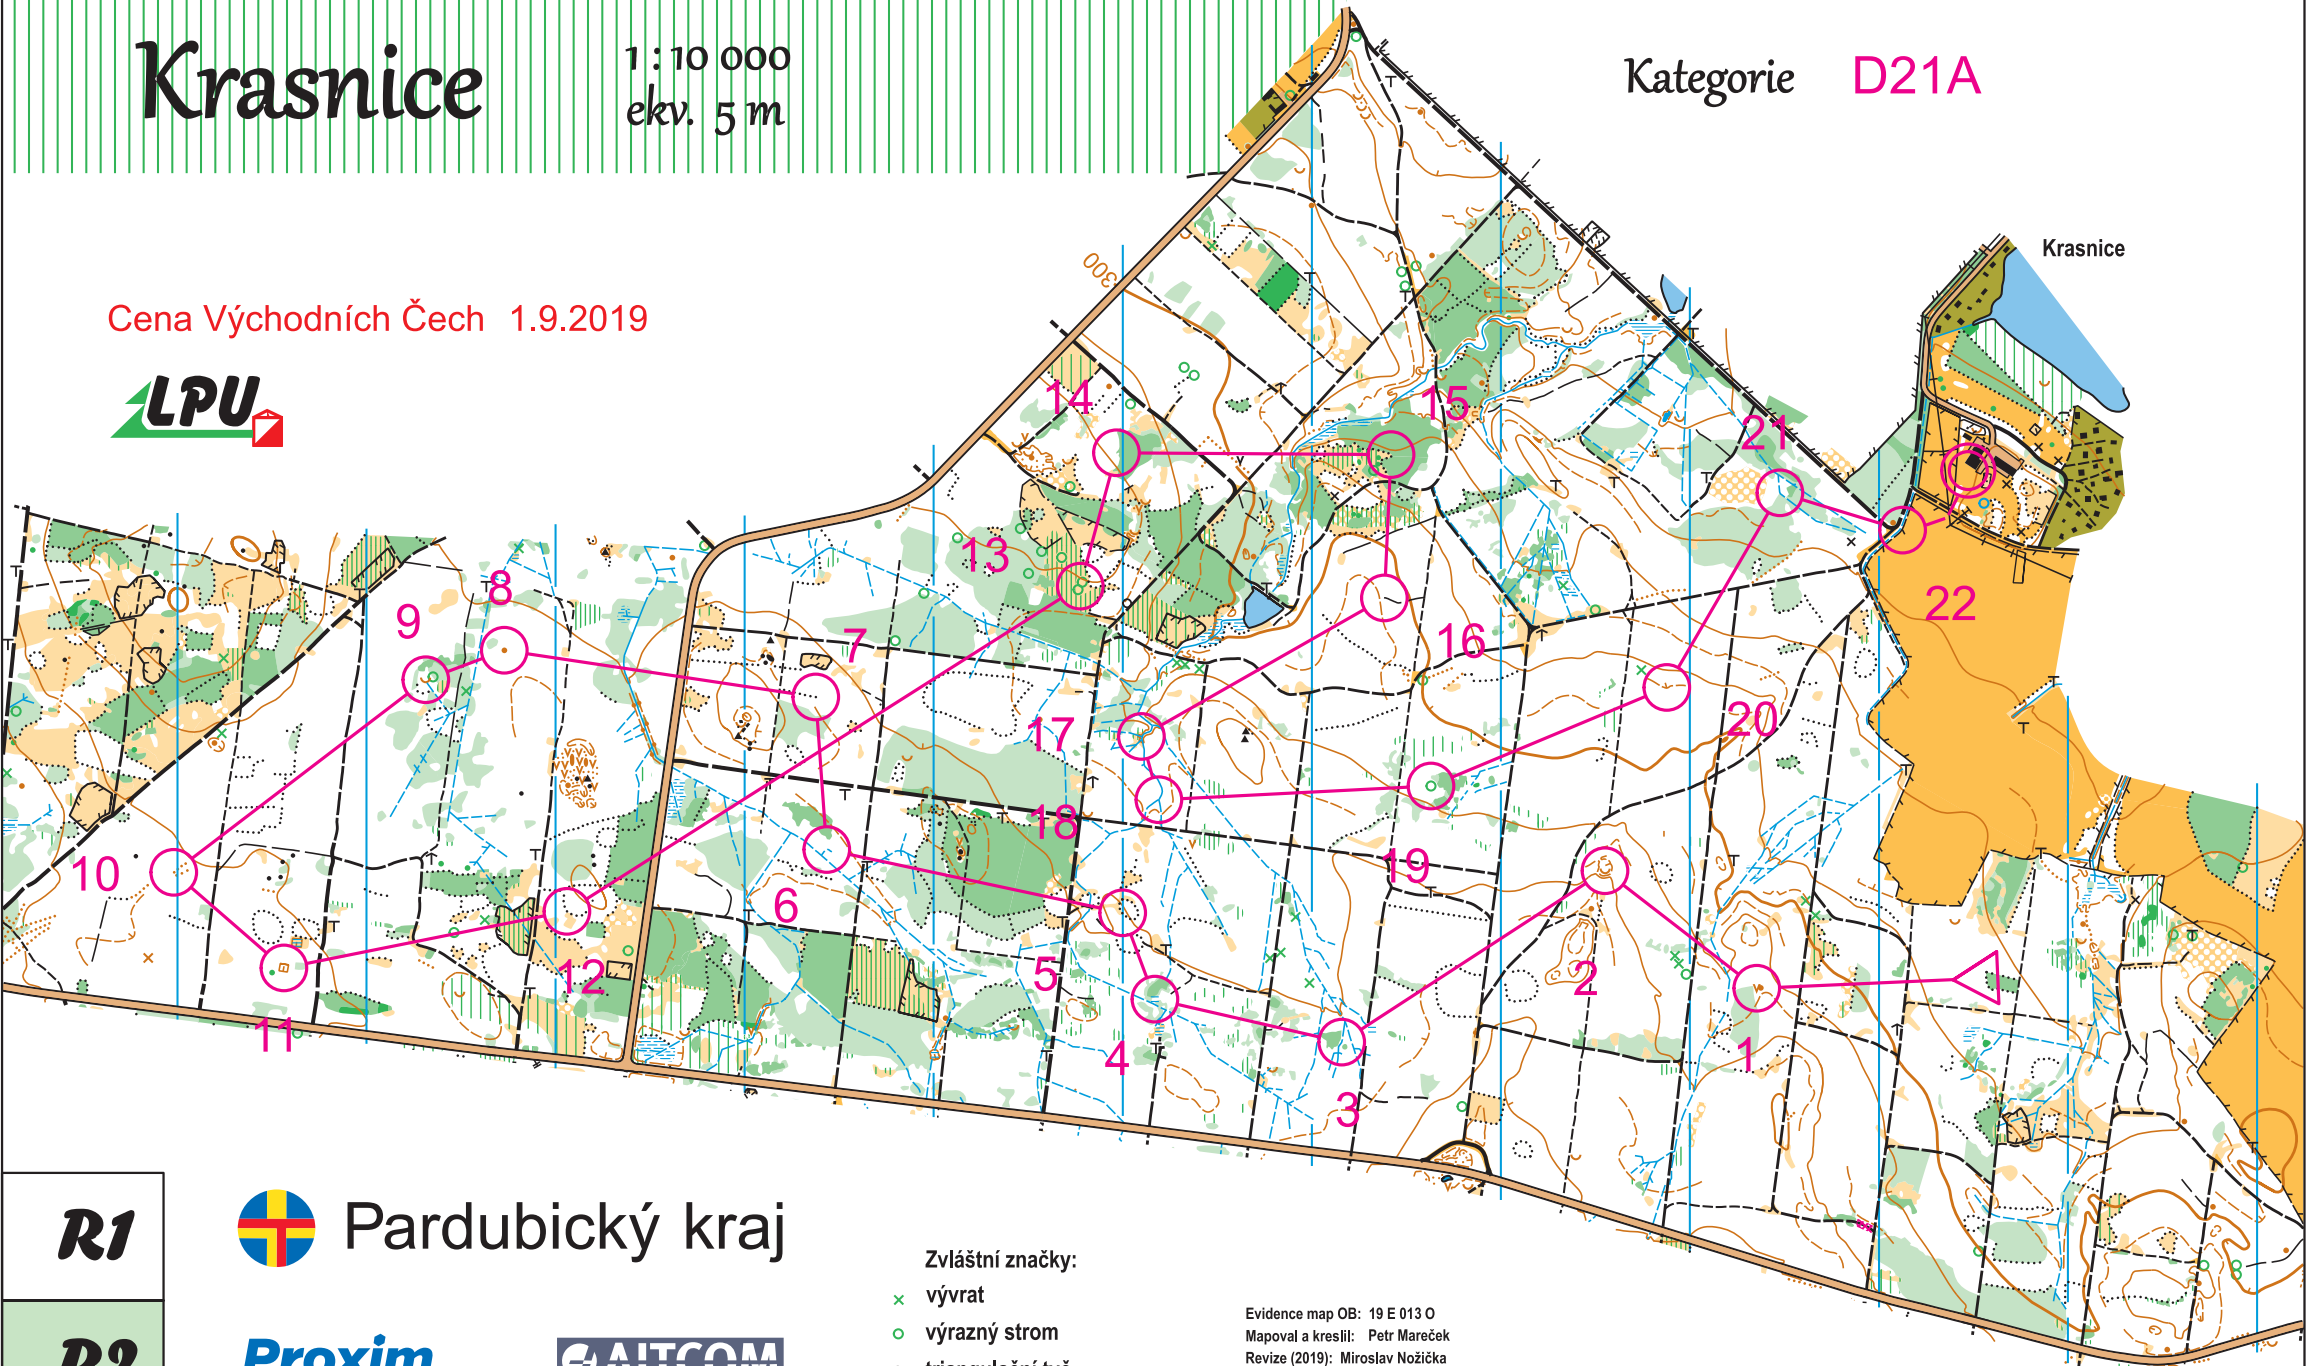 Krasnice
1 : 10 000
ekv. 5 m
Kategorie D21A
Krasnice
Cena Východních Čech 1.9.2019
LPU
300
14
15
21
13
8
9
7
22
16
17
20
18
10
19
6
5
2
12
11
4
1
3
R1
Pardubický kraj
Zvláštní značky:
vývrat
výrazný strom
Evidence map OB: 19 E 013 O
Mapoval a kreslil: Petr Mareček
Revize (2019): Miroslav Nožička
R2
Proxim
AITCOM